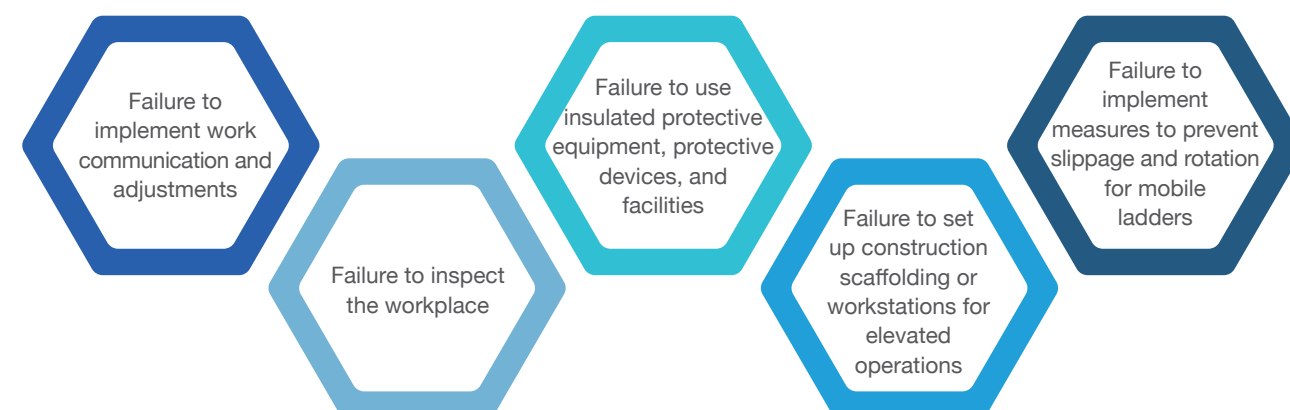 Failure to
implement work
communication and
adjustments
Failure to inspect
the workplace
Failure to use
insulated protective
equipment, protective
devices, and
facilities
Failure to set
up construction
scaffolding or
workstations for
elevated
operations
Failure to
implement
measures to prevent
slippage and rotation
for mobile
ladders